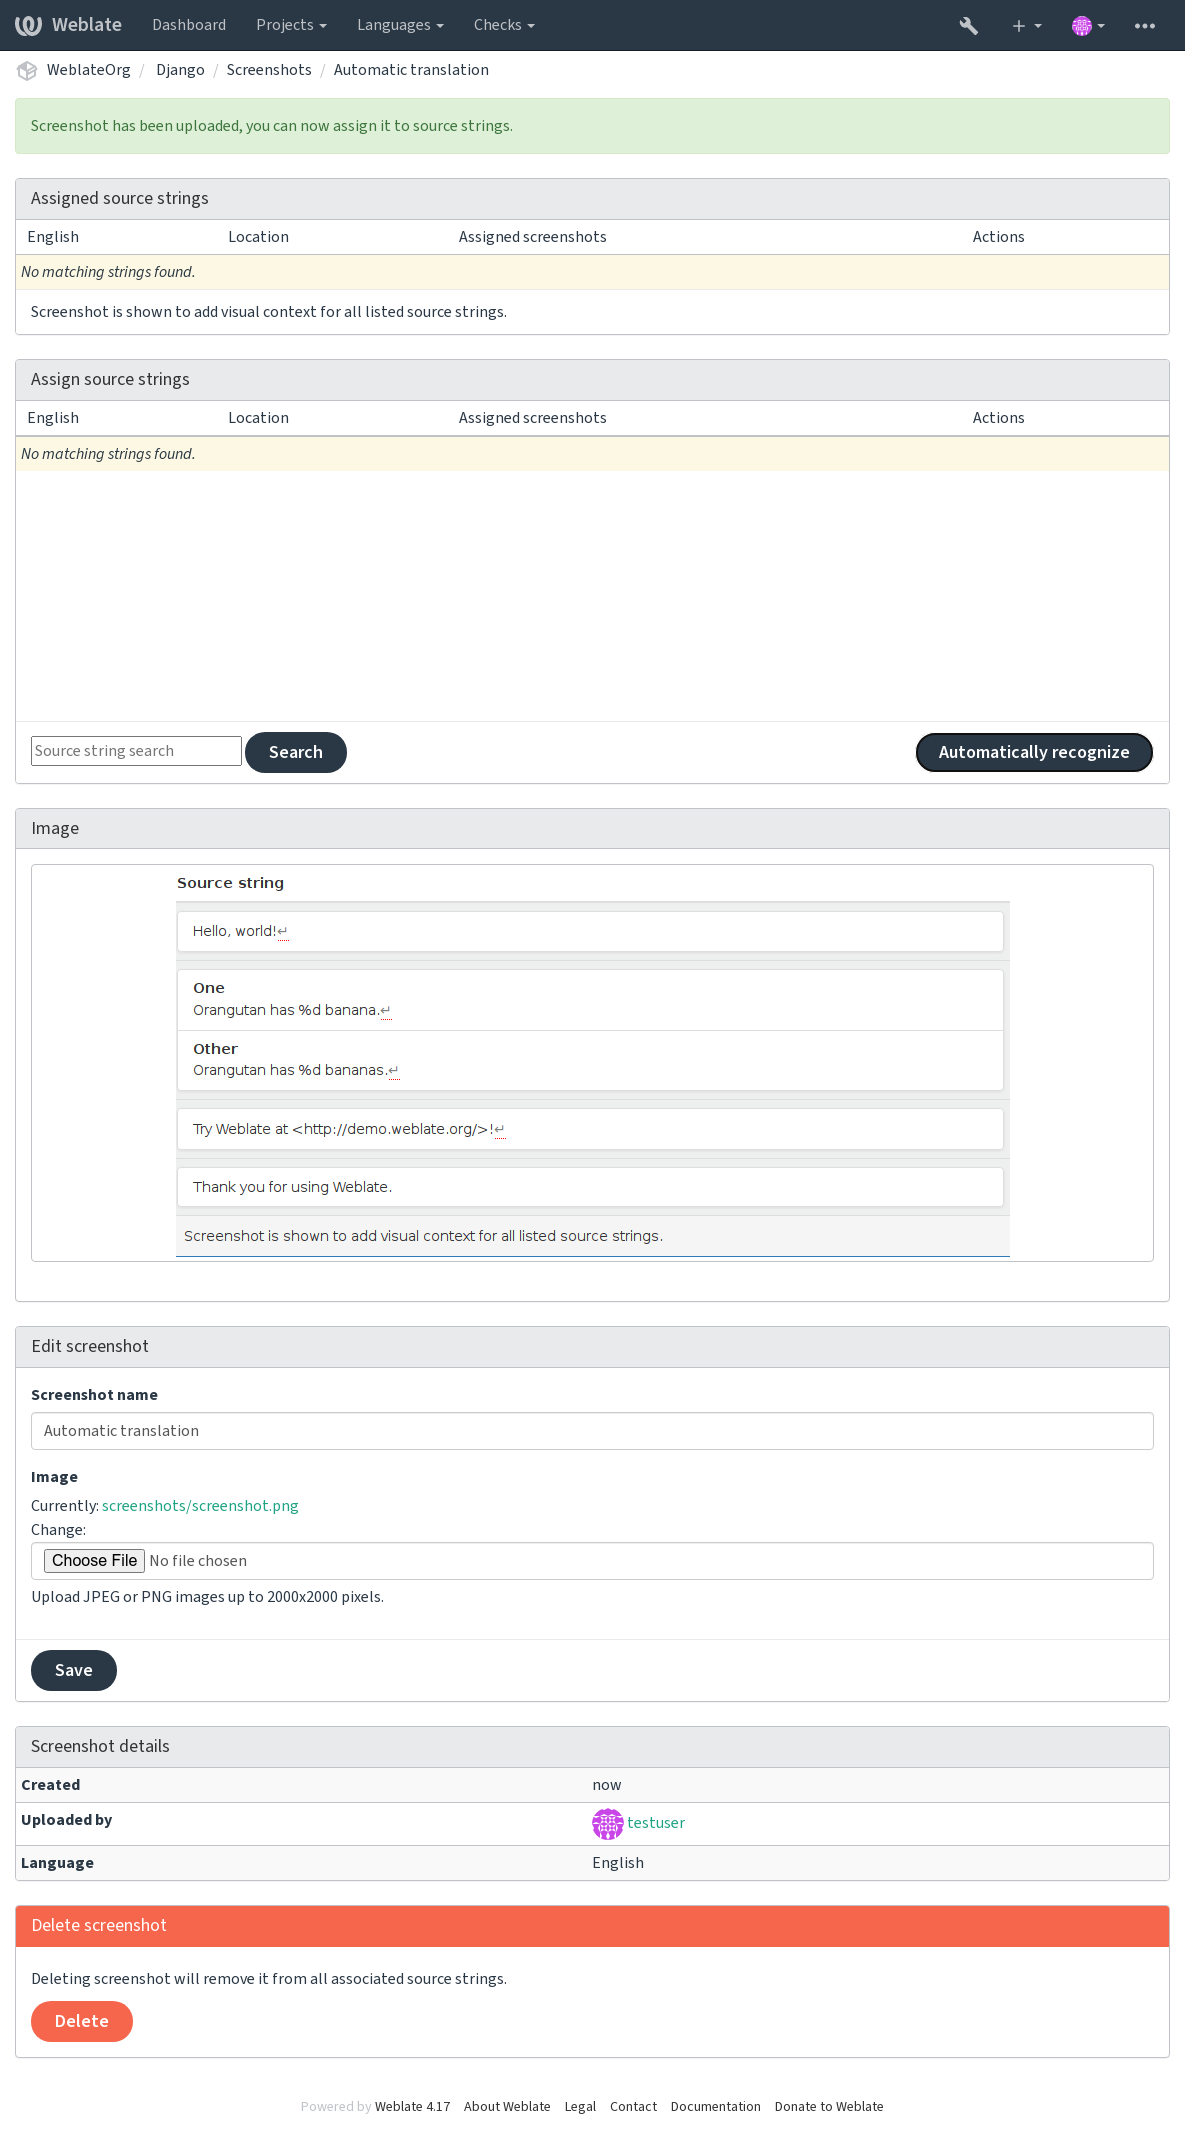 Weblate Dashboard Projects Languages Checks
WeblateOrg / Django / Screenshots / Automatic translation
Screenshot has been uploaded, you can now assign it to source strings.
Assigned source strings
English Location Assigned screenshots Actions
No matching strings found.
Screenshot is shown to add visual context for all listed source strings.
Assign source strings
English Location Assigned screenshots Actions
No matching strings found.
Source string search Search Automatically recognize
Image
Source string
Hello, world!↵
One
Orangutan has %d banana.↵
Other
Orangutan has %d bananas.↵
Try Weblate at <http://demo.weblate.org/>!↵
Thank you for using Weblate.
Screenshot is shown to add visual context for all listed source strings.
Edit screenshot
Screenshot name
Automatic translation
Image
Currently: screenshots/screenshot.png
Change:
Choose File No file chosen
Upload JPEG or PNG images up to 2000x2000 pixels.
Save
Screenshot details
Created now
Uploaded by testuser
Language English
Delete screenshot
Deleting screenshot will remove it from all associated source strings.
Delete
Powered by Weblate 4.17 About Weblate Legal Contact Documentation Donate to Weblate